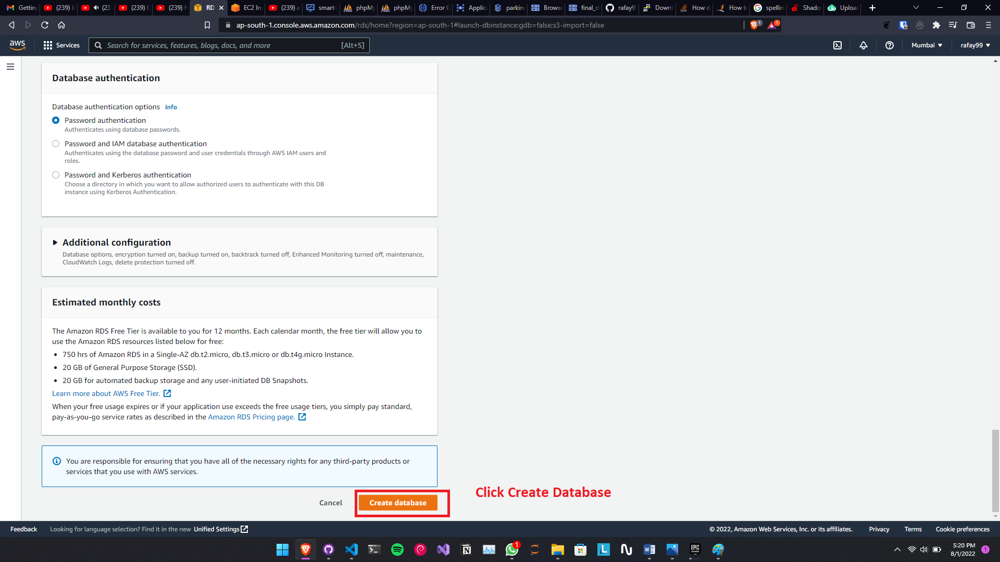 Getting
(239) I
(23
(239) C
(239) H
RD
EC2 Ins
(239) a
smart-
phpMy
phpMy
Error G
Applic
parkin
Browse
final_d
rafay9
Downl
How d
How to
spellin
Shado
Uploa
ap-south-1.console.aws.amazon.com/rds/home?region=ap-south-1#launch-dbinstance:gdb=false;s3-import=false
1
1
aws
Services
Search for services, features, blogs, docs, and more
[Alt+S]
Mumbai
rafay99
Database authentication
Database authentication options Info
Password authentication
Authenticates using database passwords.
Password and IAM database authentication
Authenticates using the database password and user credentials through AWS IAM users and
roles.
Password and Kerberos authentication
Choose a directory in which you want to allow authorized users to authenticate with this DB
instance using Kerberos Authentication.
Additional configuration
Database options, encryption turned on, backup turned on, backtrack turned off, Enhanced Monitoring turned off, maintenance,
CloudWatch Logs, delete protection turned off.
Estimated monthly costs
The Amazon RDS Free Tier is available to you for 12 months. Each calendar month, the free tier will allow you to
use the Amazon RDS resources listed below for free:
• 750 hrs of Amazon RDS in a Single-AZ db.t2.micro, db.t3.micro or db.t4g.micro Instance.
• 20 GB of General Purpose Storage (SSD).
• 20 GB for automated backup storage and any user-initiated DB Snapshots.
Learn more about AWS Free Tier.
When your free usage expires or if your application use exceeds the free usage tiers, you simply pay standard,
pay-as-you-go service rates as described in the Amazon RDS Pricing page.
You are responsible for ensuring that you have all of the necessary rights for any third-party products or
services that you use with AWS services.
Click Create Database
Cancel
Create database
Feedback
Looking for language selection? Find it in the new Unified Settings
© 2022, Amazon Web Services, Inc. or its affiliates.
Privacy
Terms
Cookie preferences
1
EPIC
GAMES
5:20 PM
8/1/2022
1